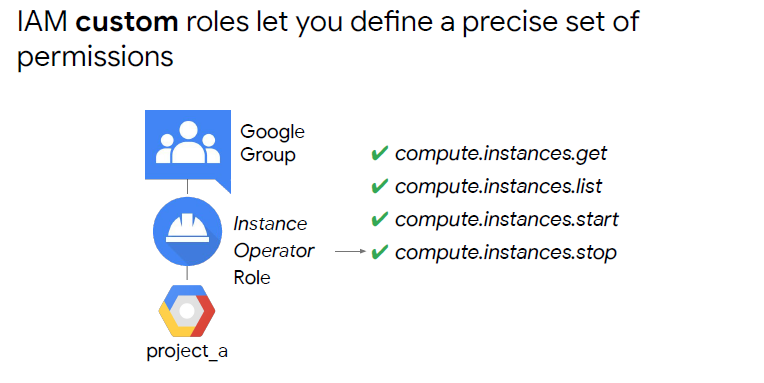 IAM custom roles let you define a precise set of
permissions
Google
Group
Instance
Operator
Role
project_a
✔ compute.instances.get
✔ compute.instances.list
✔ compute.instances.start
✔ compute.instances.stop